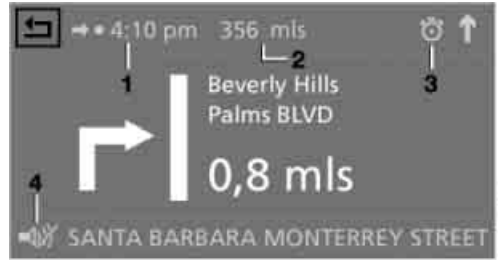 4:10 pm 356 mls
1 2 3
Beverly Hills
Palms BLVD
0,8 mls
4
SANTA BARBARA MONTERREY STREET